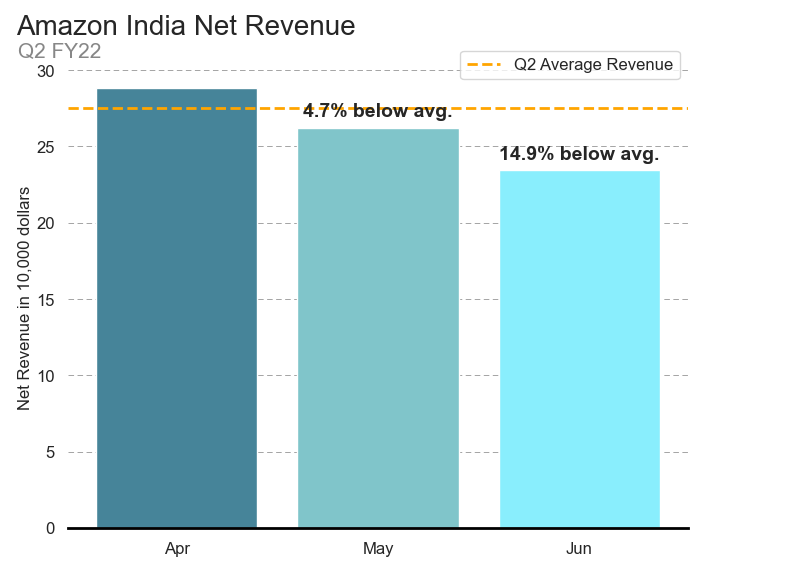 Amazon India Net Revenue
Q2 FY22
Q2 Average Revenue
30
25
20
15
10
5
0
Net Revenue in 10,000 dollars
4.7% below avg.
14.9% below avg.
Apr
May
Jun